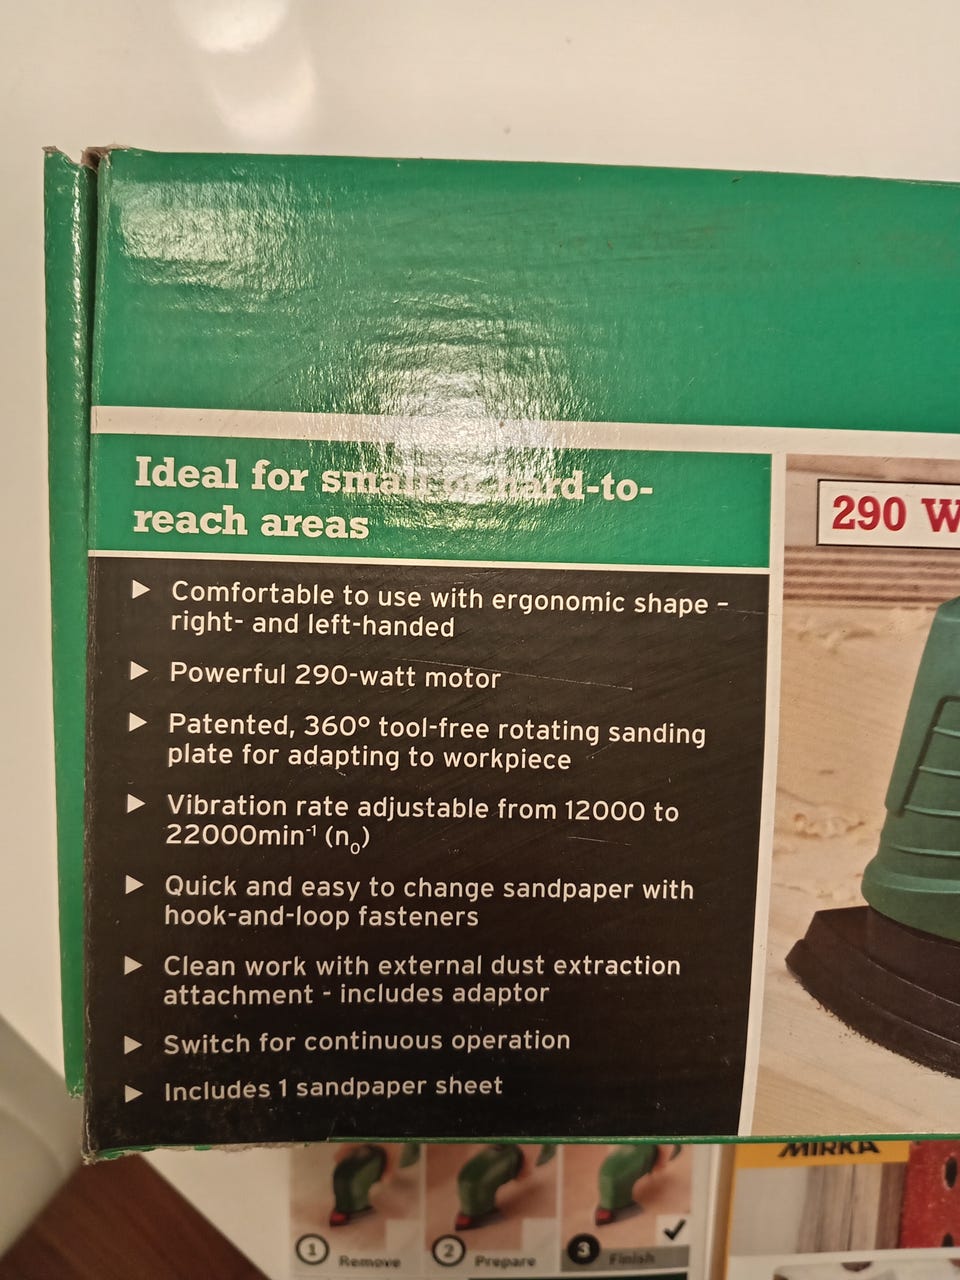 Ideal for small or hard-to-
reach areas
290 W
▶ Comfortable to use with ergonomic shape –
right- and left-handed
▶ Powerful 290-watt motor
▶ Patented, 360° tool-free rotating sanding
plate for adapting to workpiece
▶ Vibration rate adjustable from 12000 to
22000min⁻¹ (n₀)
▶ Quick and easy to change sandpaper with
hook-and-loop fasteners
▶ Clean work with external dust extraction
attachment - includes adaptor
▶ Switch for continuous operation
▶ Includes 1 sandpaper sheet
MIRKA
1 Remove
2 Prepare
3 Finish